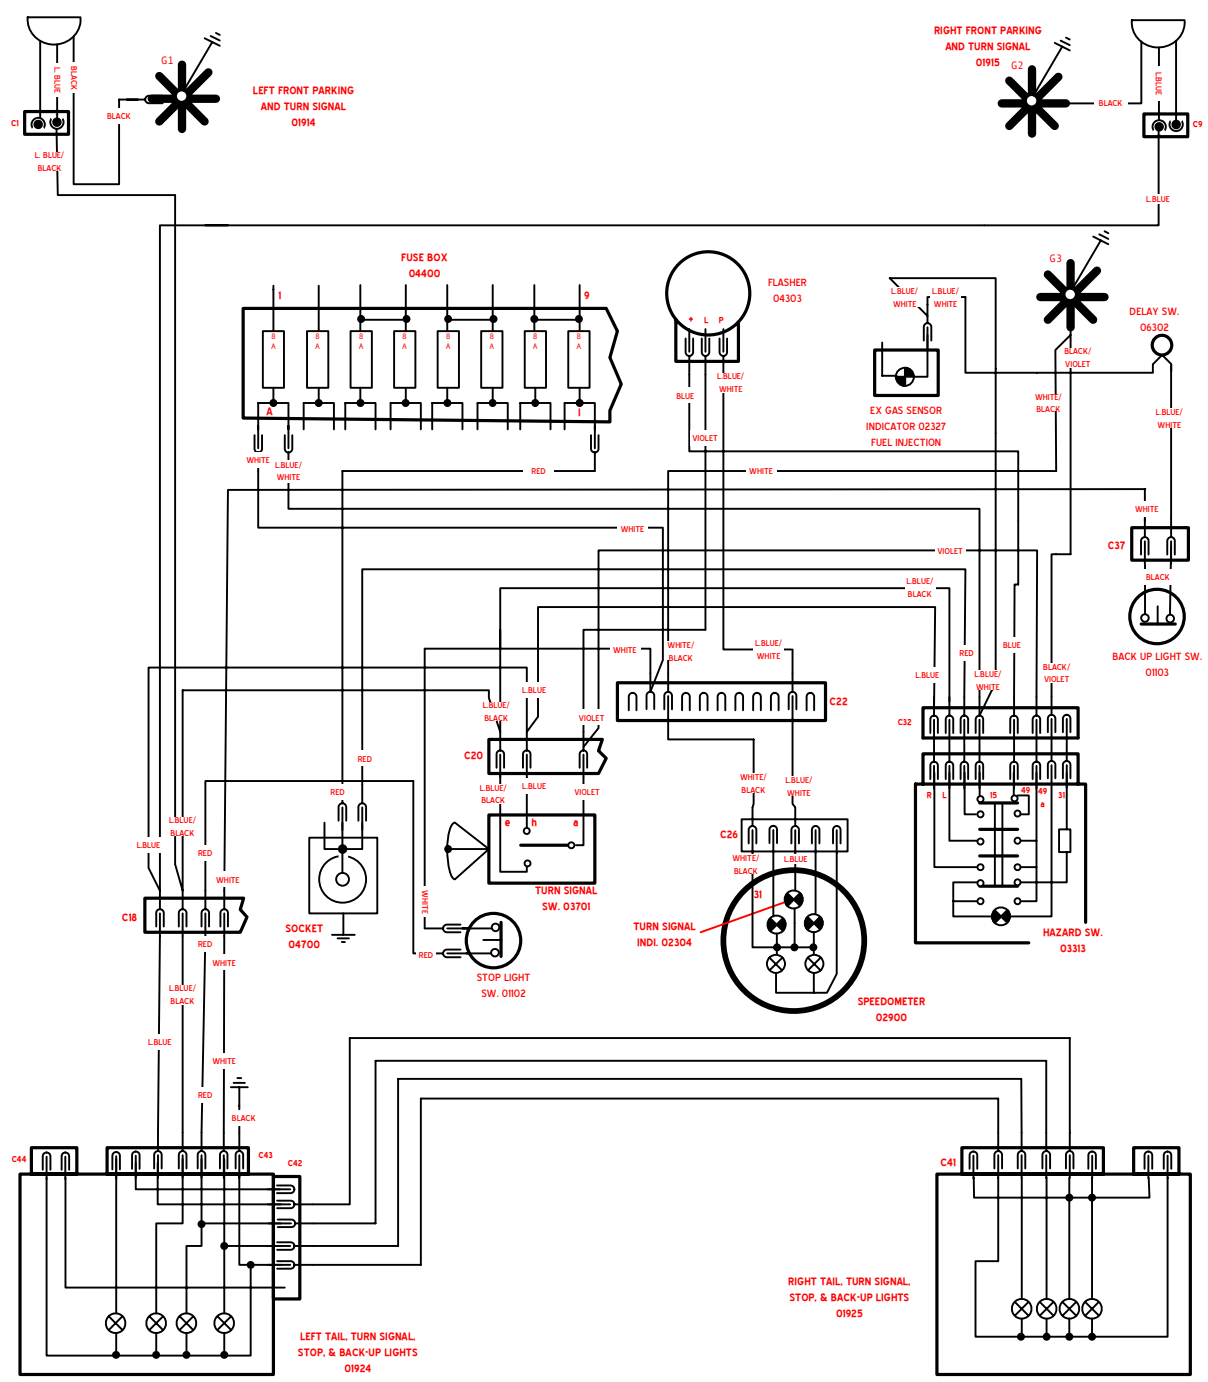 G1
L. BLUE
BLACK
C1
BLACK
L. BLUE/
BLACK
LEFT FRONT PARKING
AND TURN SIGNAL
01914
RIGHT FRONT PARKING
AND TURN SIGNAL
01915
G2
BLACK
L.BLUE
C9
L.BLUE
FUSE BOX
04400
1
9
8
A
8
A
8
A
8
A
8
A
8
A
8
A
8
A
A
I
WHITE
L.BLUE/
WHITE
RED
FLASHER
04303
+
L
P
BLUE
L.BLUE/
WHITE
VIOLET
WHITE
WHITE
L.BLUE/
WHITE
L.BLUE/
WHITE
EX GAS SENSOR
INDICATOR 02327
FUEL INJECTION
G3
BLACK/
VIOLET
WHITE/
BLACK
DELAY SW.
06302
L.BLUE/
WHITE
WHITE
C37
BLACK
BACK UP LIGHT SW.
01103
VIOLET
L.BLUE/
BLACK
WHITE
WHITE/
BLACK
L.BLUE/
WHITE
L.BLUE
RED
L.BLUE/
WHITE
BLUE
BLACK/
VIOLET
L.BLUE
L.BLUE/
BLACK
VIOLET
C22
C32
C20
RED
RED
L.BLUE/
BLACK
L.BLUE
VIOLET
WHITE/
BLACK
L.BLUE/
WHITE
R
L
15
49
49
a
31
L.BLUE
L.BLUE/
BLACK
RED
WHITE
e
h
a
C26
WHITE/
BLACK
L.BLUE
31
TURN SIGNAL
SW. 03701
WHITE
C18
RED
WHITE
SOCKET
04700
RED
STOP LIGHT
SW. 01102
TURN SIGNAL
INDI. 02304
HAZARD SW.
03313
SPEEDOMETER
02900
L.BLUE/
BLACK
L.BLUE
WHITE
RED
BLACK
C44
C43
C42
C41
LEFT TAIL, TURN SIGNAL,
STOP, & BACK-UP LIGHTS
01924
RIGHT TAIL, TURN SIGNAL,
STOP, & BACK-UP LIGHTS
01925